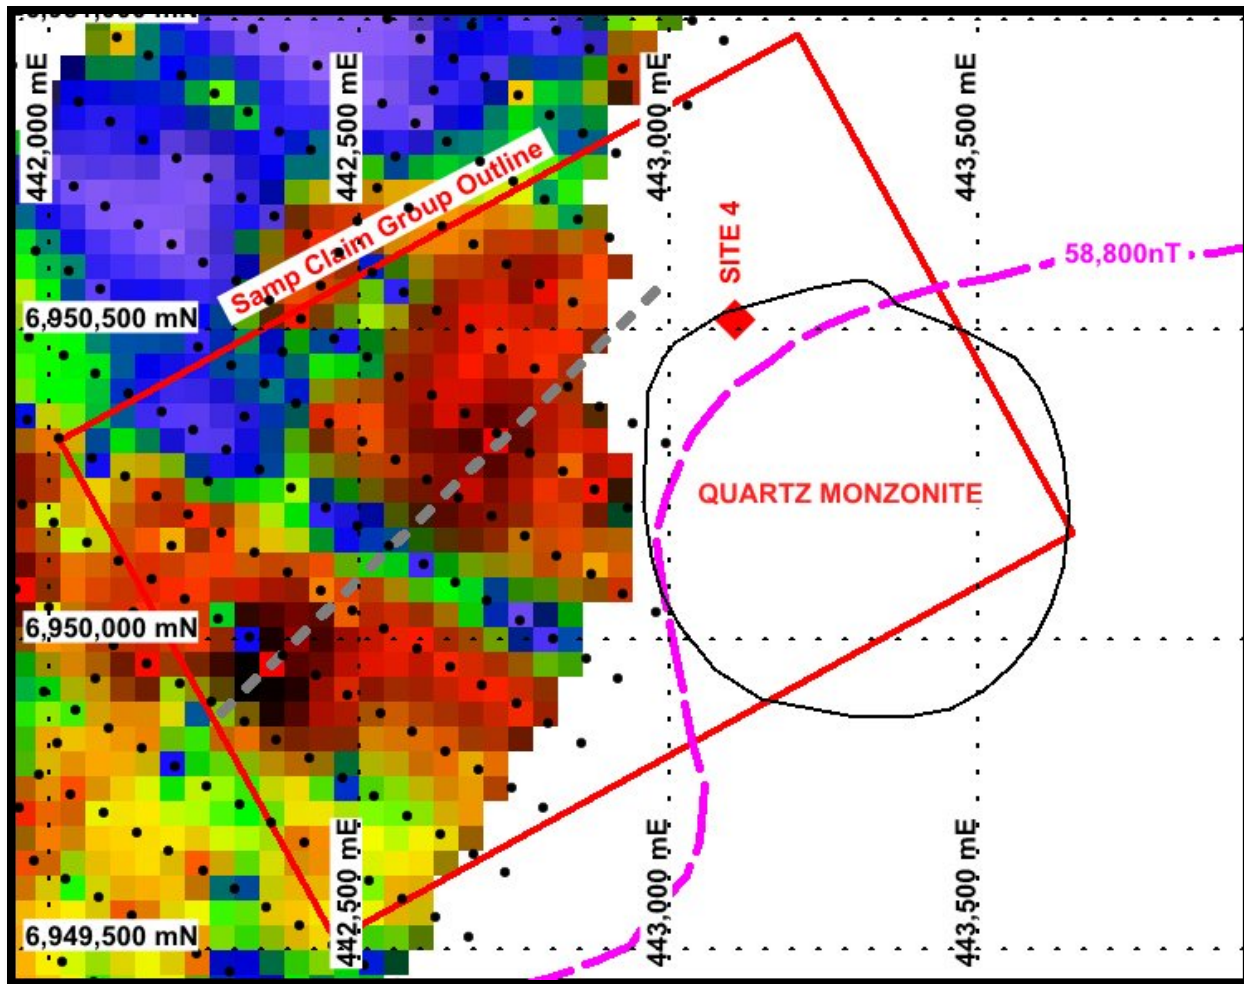 442,000 mE
442,500 mE
443,000 mE
443,500 mE
Samp Claim Group Outline
SITE 4
58,800nT
6,950,500 mN
QUARTZ MONZONITE
6,950,000 mN
442,500 mE
443,000 mE
443,500 mE
6,949,500 mN